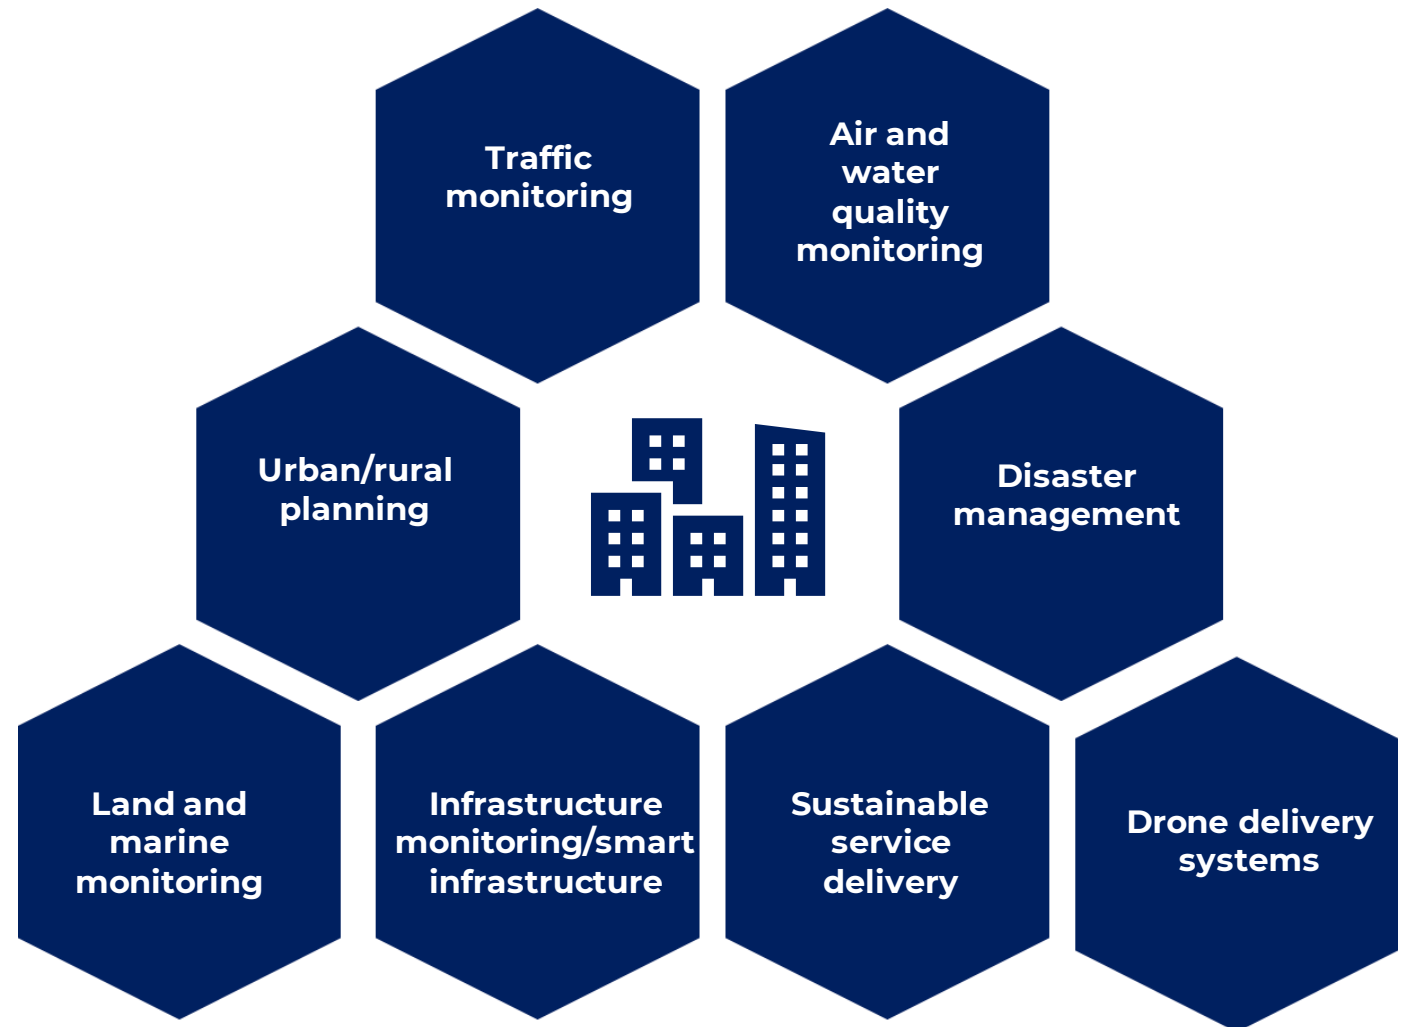 Traffic
monitoring
Air and
water
quality
monitoring
Urban/rural
planning
Disaster
management
Land and
marine
monitoring
Infrastructure
monitoring/smart
infrastructure
Sustainable
service
delivery
Drone delivery
systems